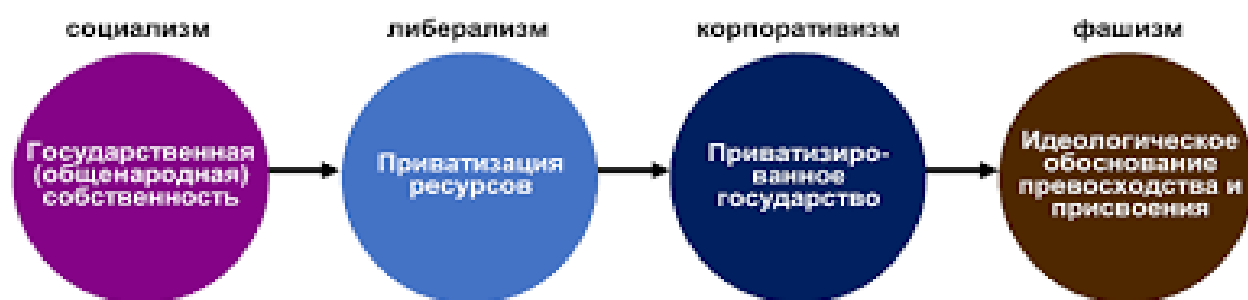 социализм
либерализм
корпоративизм
фашизм
Государственная
(общенародная)
собственность
Приватизация
ресурсов
Приватизиро-
ванное
государство
Идеологическое
обоснование
превосходства и
присвоения